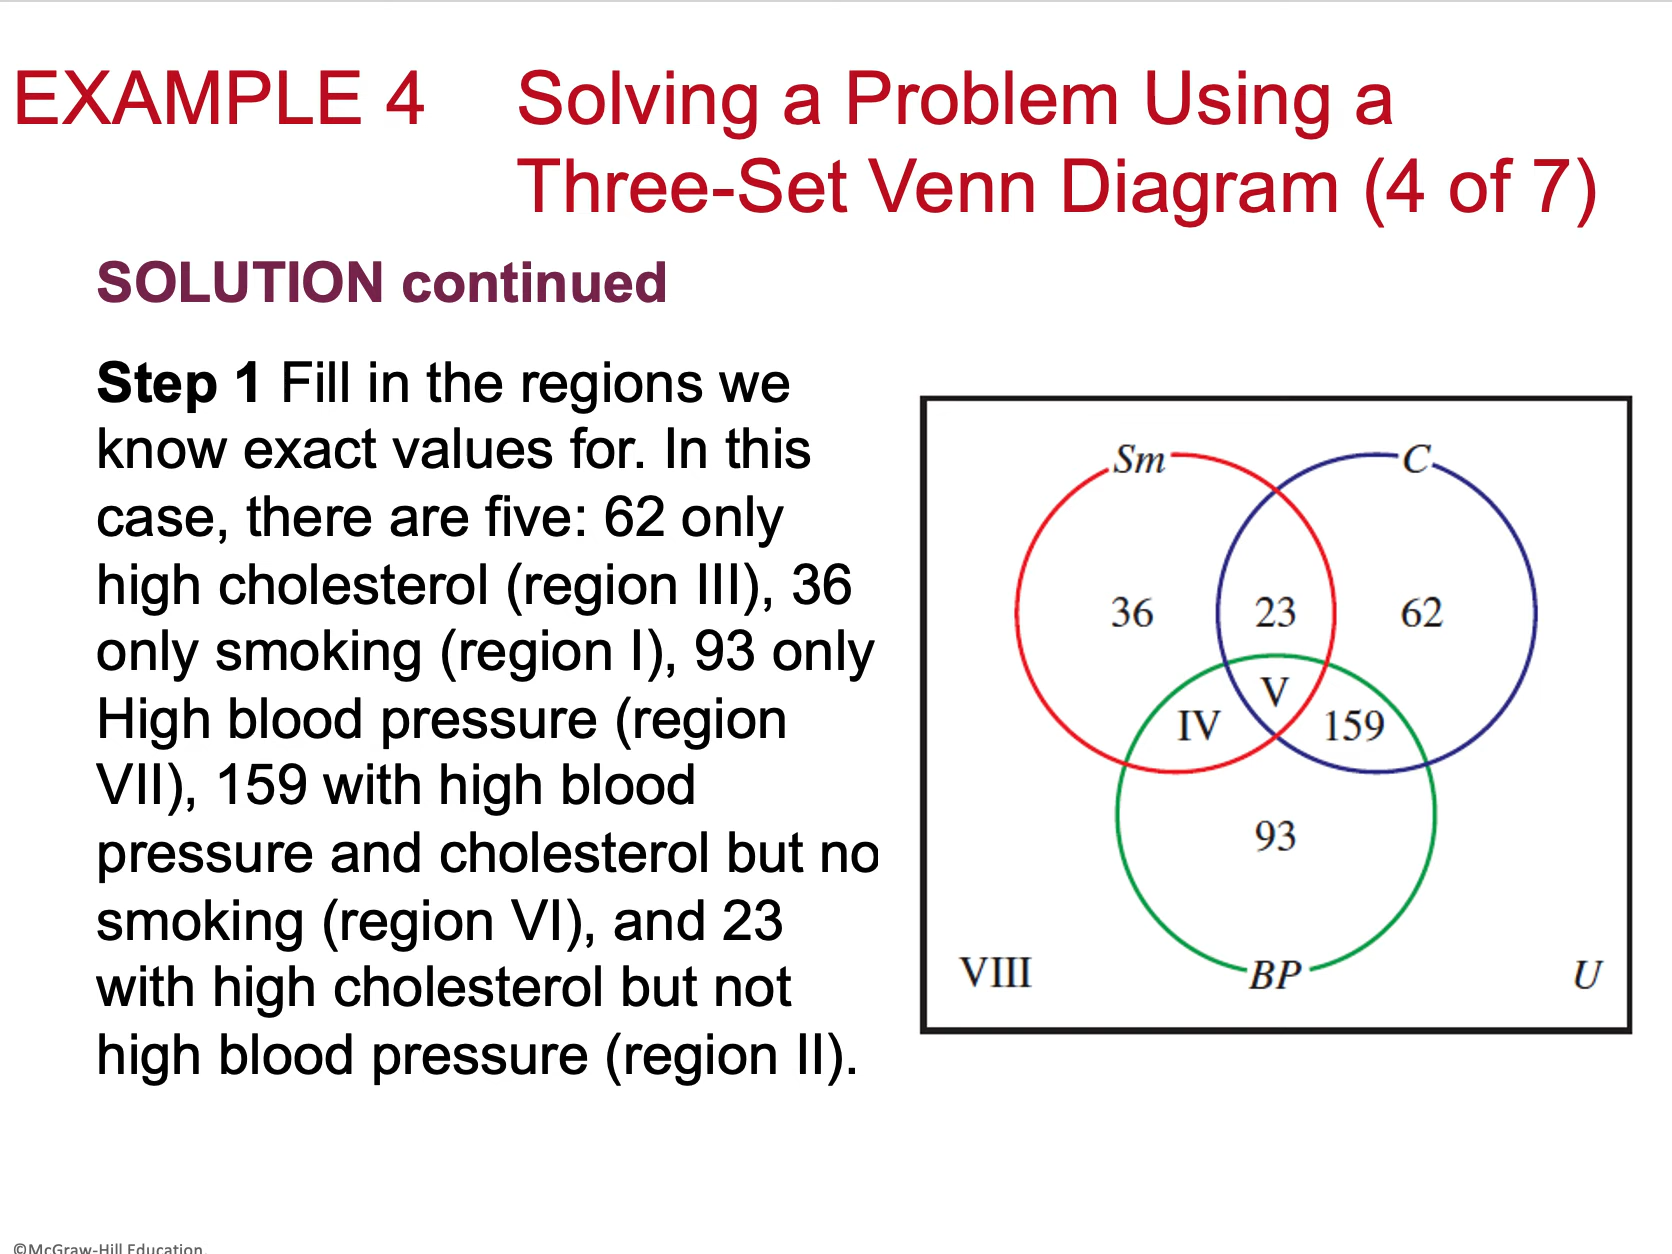 EXAMPLE 4 Solving a Problem Using a
Three-Set Venn Diagram (4 of 7)
SOLUTION continued
Step 1 Fill in the regions we
know exact values for. In this
case, there are five: 62 only
high cholesterol (region III), 36
only smoking (region I), 93 only
High blood pressure (region
VII), 159 with high blood
pressure and cholesterol but no
smoking (region VI), and 23
with high cholesterol but not
high blood pressure (region II).
Sm C
36 23 62
V
IV 159
93
VIII BP U
©McGraw-Hill Education.